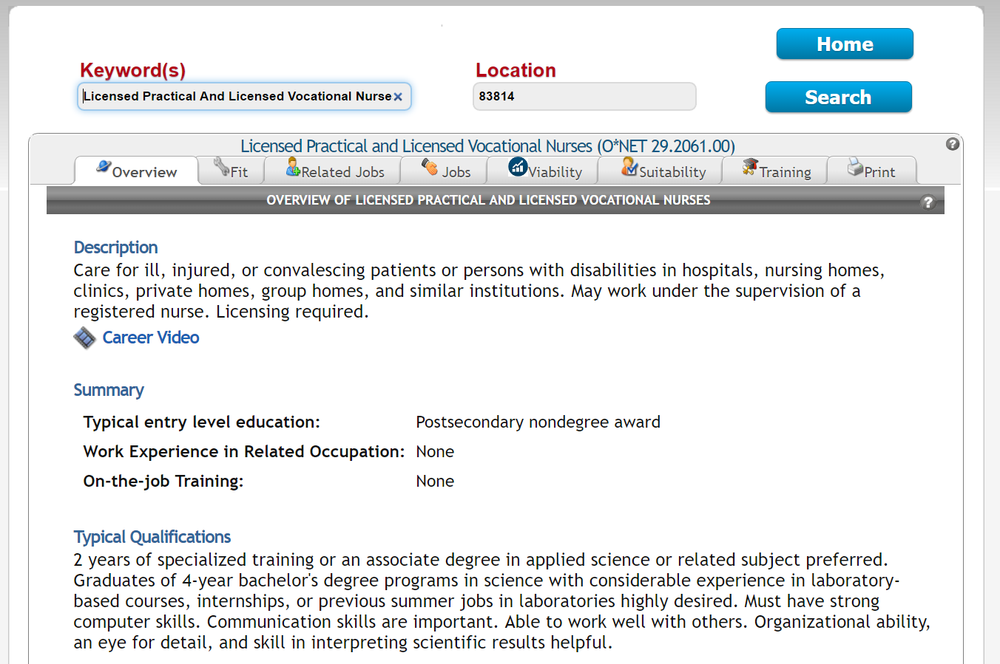 Home
Keyword(s)
Location
Licensed Practical And Licensed Vocational Nurse
83814
Search
Licensed Practical and Licensed Vocational Nurses (O*NET 29.2061.00)
Overview Fit Related Jobs Jobs Viability Suitability Training Print
OVERVIEW OF LICENSED PRACTICAL AND LICENSED VOCATIONAL NURSES
Description
Care for ill, injured, or convalescing patients or persons with disabilities in hospitals, nursing homes,
clinics, private homes, group homes, and similar institutions. May work under the supervision of a
registered nurse. Licensing required.
Career Video
Summary
Typical entry level education: Postsecondary nondegree award
Work Experience in Related Occupation: None
On-the-job Training: None
Typical Qualifications
2 years of specialized training or an associate degree in applied science or related subject preferred.
Graduates of 4-year bachelor's degree programs in science with considerable experience in laboratory-
based courses, internships, or previous summer jobs in laboratories highly desired. Must have strong
computer skills. Communication skills are important. Able to work well with others. Organizational ability,
an eye for detail, and skill in interpreting scientific results helpful.